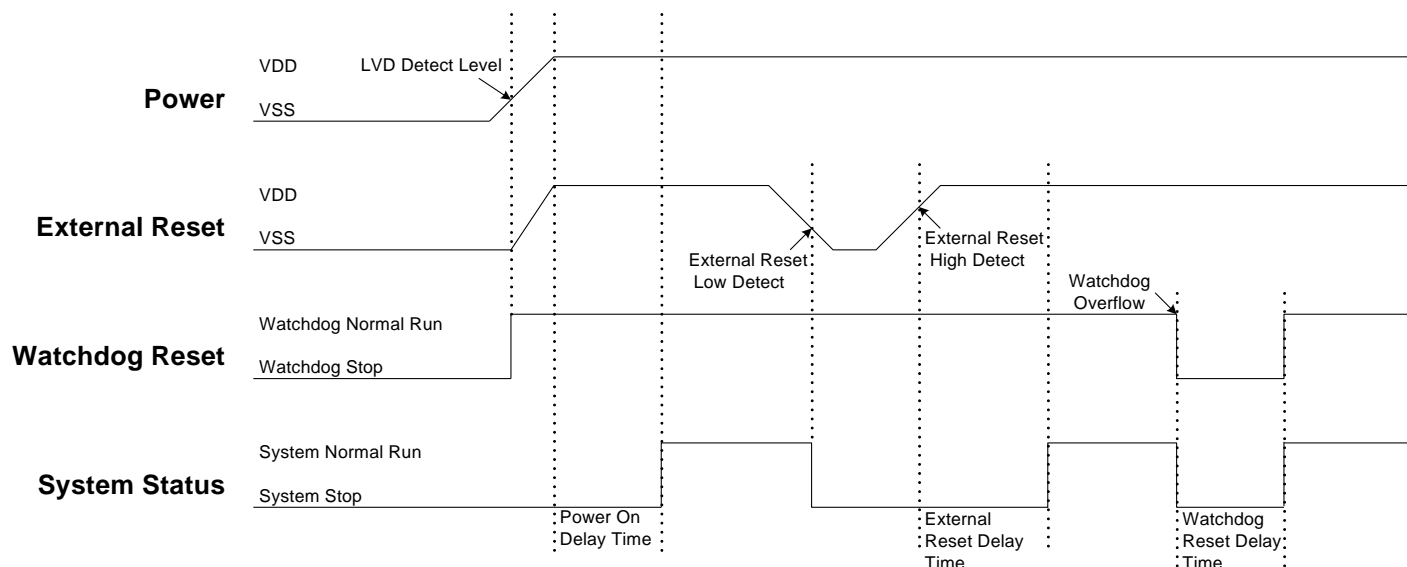 VDD
LVD Detect Level
Power
VSS
VDD
External Reset
VSS
External Reset
Low Detect
External Reset
High Detect
Watchdog
Overflow
Watchdog Normal Run
Watchdog Reset
Watchdog Stop
System Normal Run
System Status
System Stop
Power On
Delay Time
External
Reset Delay
Time
Watchdog
Reset Delay
Time